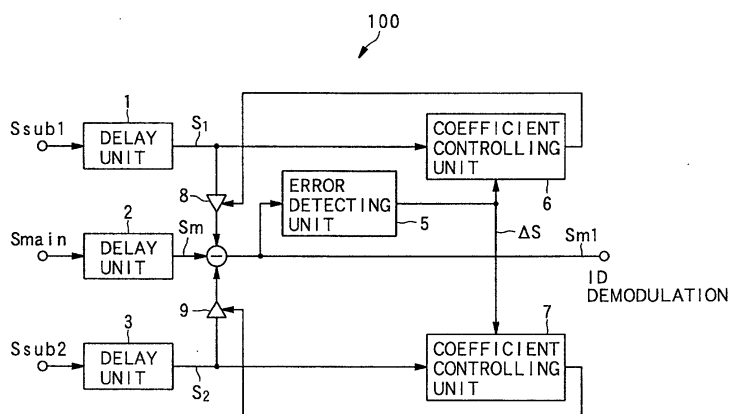 100
1
Ssub1
DELAY
UNIT
S1
COEFFICIENT
CONTROLLING
UNIT
6
8
ERROR
DETECTING
UNIT
5
2
Smain
DELAY
UNIT
Sm
ΔS
Sm1
ID
DEMODULATION
9
3
Ssub2
DELAY
UNIT
S2
7
COEFFICIENT
CONTROLLING
UNIT